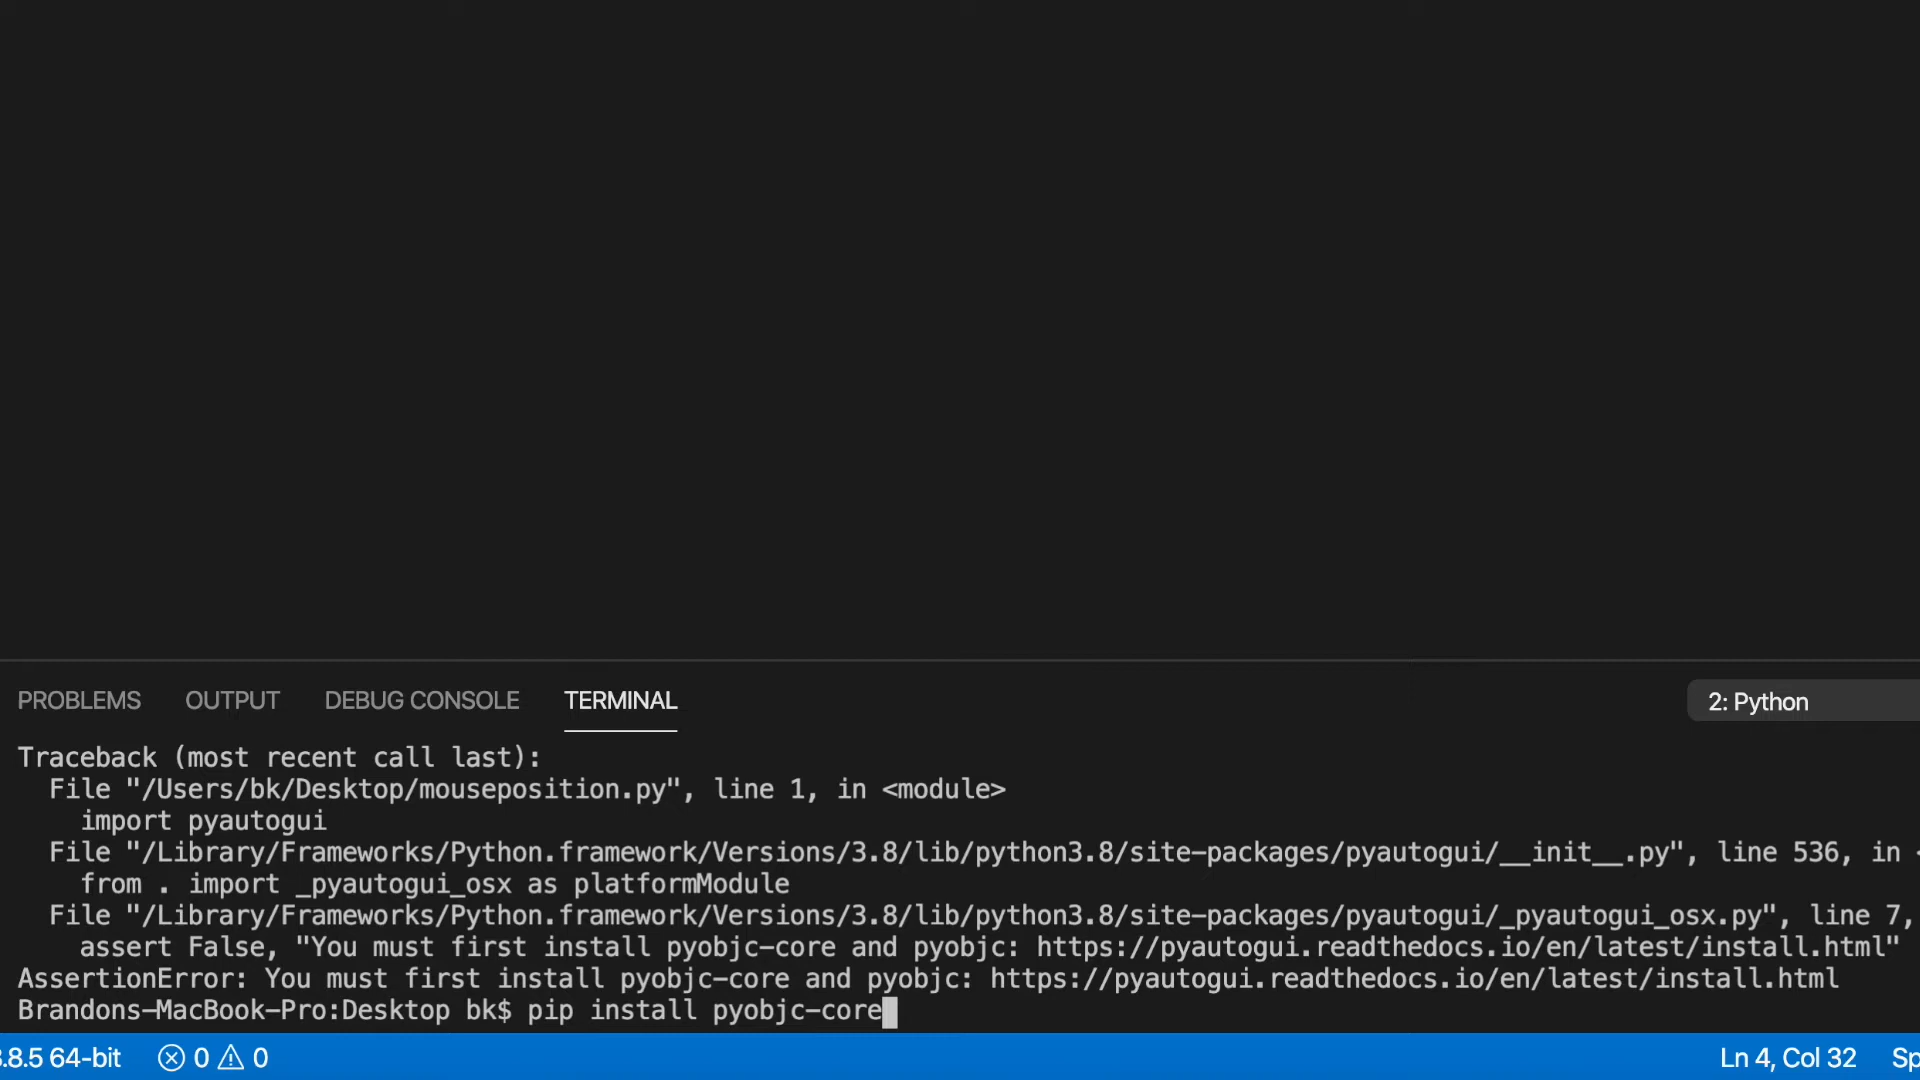 PROBLEMS OUTPUT DEBUG CONSOLE TERMINAL 2: Python
Traceback (most recent call last):
File "/Users/bk/Desktop/mouseposition.py", line 1, in <module>
import pyautogui
File "/Library/Frameworks/Python.framework/Versions/3.8/lib/python3.8/site-packages/pyautogui/__init__.py", line 536, in <
from . import _pyautogui_osx as platformModule
File "/Library/Frameworks/Python.framework/Versions/3.8/lib/python3.8/site-packages/pyautogui/_pyautogui_osx.py", line 7,
assert False, "You must first install pyobjc-core and pyobjc: https://pyautogui.readthedocs.io/en/latest/install.html"
AssertionError: You must first install pyobjc-core and pyobjc: https://pyautogui.readthedocs.io/en/latest/install.html
Brandons-MacBook-Pro:Desktop bk$ pip install pyobjc-core
.8.5 64-bit 0 0 Ln 4, Col 32 Sp